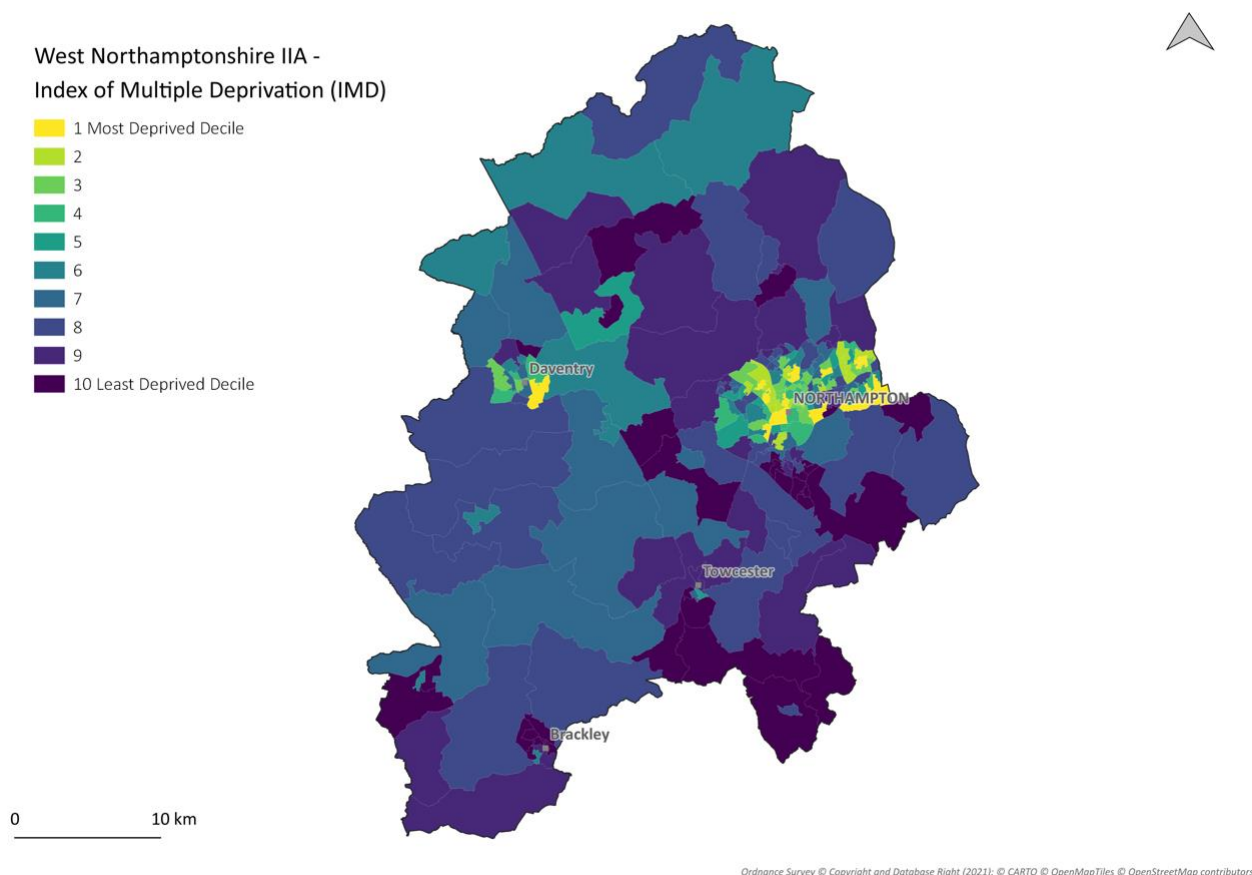 West Northamptonshire IIA -
Index of Multiple Deprivation (IMD)
1 Most Deprived Decile
2
3
4
5
6
7
8
9
10 Least Deprived Decile
Daventry
NORTHAMPTON
Towcester
Brackley
0 10 km
Ordnance Survey © Copyright and Database Right (2021); © CARTO © OpenMapTiles © OpenStreetMap contributors